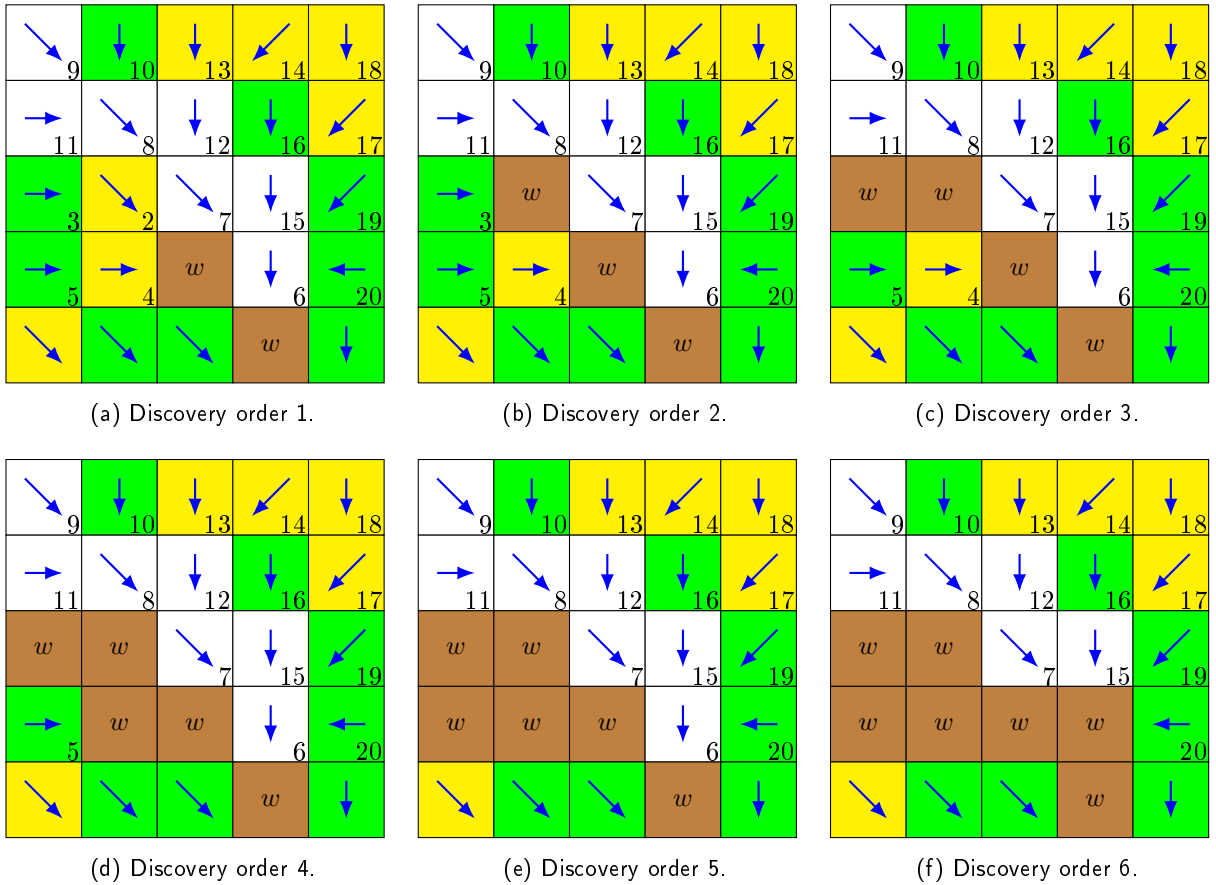 9 10 13 14 18
11 8 12 16 17
3 2 7 15 19
5 4 w 6 20
w
(a) Discovery order 1.
9 10 13 14 18
11 8 12 16 17
3 w 7 15 19
5 4 w 6 20
w
(b) Discovery order 2.
9 10 13 14 18
11 8 12 16 17
w w 7 15 19
5 4 w 6 20
w
(c) Discovery order 3.
9 10 13 14 18
11 8 12 16 17
w w 7 15 19
5 w w 6 20
w
(d) Discovery order 4.
9 10 13 14 18
11 8 12 16 17
w w 7 15 19
w w w 6 20
w
(e) Discovery order 5.
9 10 13 14 18
11 8 12 16 17
w w 7 15 19
w w w w 20
w
(f) Discovery order 6.